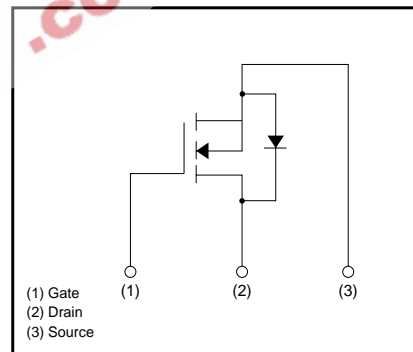 .co
(1) (2) (3)
(1) Gate
(2) Drain
(3) Source